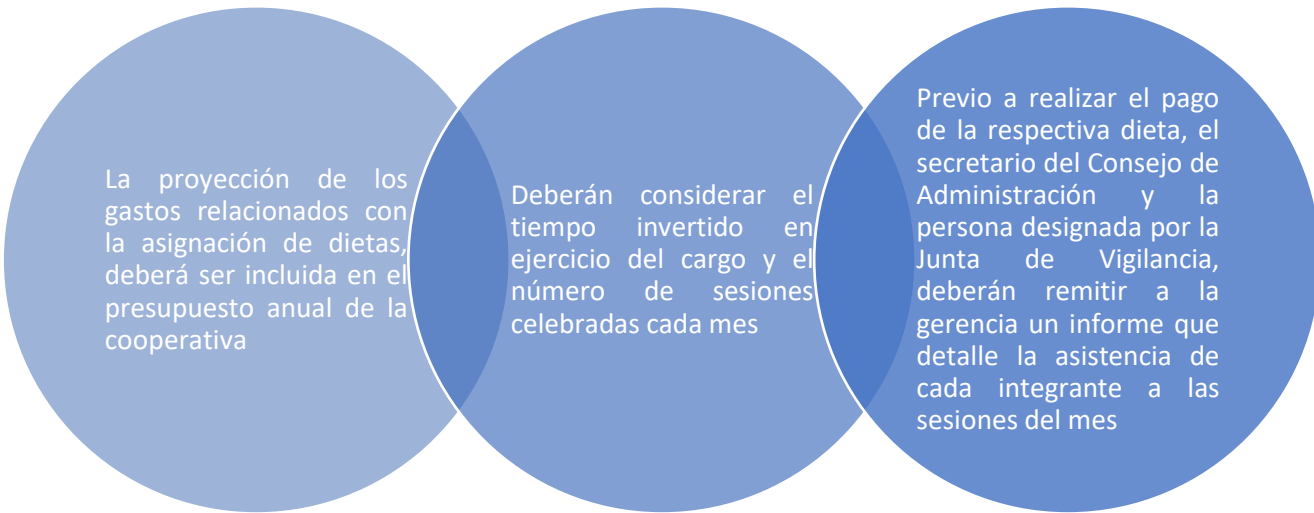 La proyección de los
gastos relacionados con
la asignación de dietas,
deberá ser incluida en el
presupuesto anual de la
cooperativa
Deberán considerar el
tiempo invertido en
ejercicio del cargo y el
número de sesiones
celebradas cada mes
Previo a realizar el pago
de la respectiva dieta, el
secretario del Consejo de
Administración y la
persona designada por la
Junta de Vigilancia,
deberán remitir a la
gerencia un informe que
detalle la asistencia de
cada integrante a las
sesiones del mes